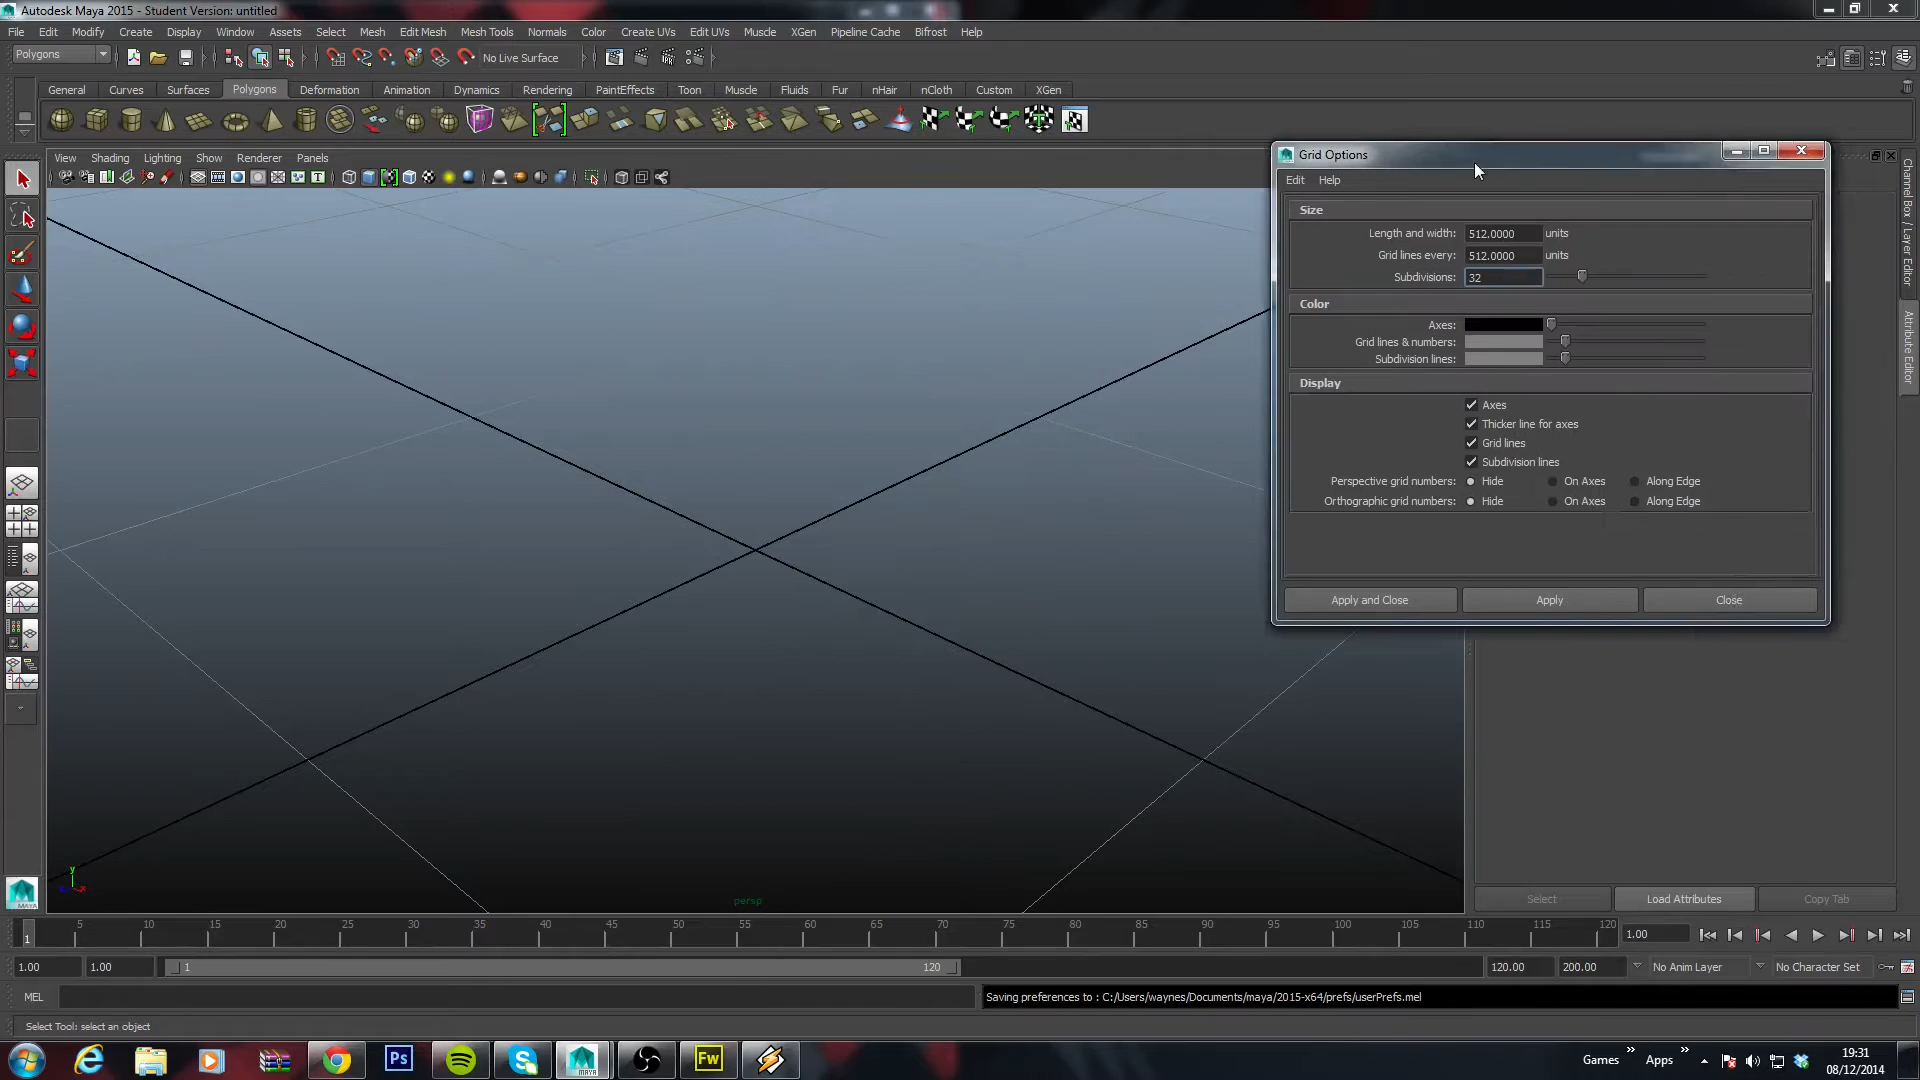 Autodesk Maya 2015 - Student Version: untitled
File Edit Modify Create Display Window Assets Select Mesh Edit Mesh Mesh Tools Normals Color Create UVs Edit UVs Muscle XGen Pipeline Cache Bifrost Help
Polygons No Live Surface
General Curves Surfaces Polygons Deformation Animation Dynamics Rendering PaintEffects Toon Muscle Fluids Fur nHair nCloth Custom XGen
View Shading Lighting Show Renderer Panels
Grid Options
Edit Help
Size
Length and width: 512.0000 units
Grid lines every: 512.0000 units
Subdivisions: 32
Color
Axes:
Grid lines & numbers:
Subdivision lines:
Display
Axes
Thicker line for axes
Grid lines
Subdivision lines
Perspective grid numbers: Hide On Axes Along Edge
Orthographic grid numbers: Hide On Axes Along Edge
Apply and Close Apply Close
Channel Box / Layer Editor
Attribute Editor
y
x
persp
MAYA
Select Load Attributes Copy Tab
1 5 10 15 20 25 30 35 40 45 50 55 60 65 70 75 80 85 90 95 100 105 110 115 120 1.00
1.00 1.00 1 120 120.00 200.00 No Anim Layer No Character Set
MEL Saving preferences to : C:/Users/waynes/Documents/maya/2015-x64/prefs/userPrefs.mel
Select Tool: select an object
Ps Fw Games Apps 19:31
08/12/2014